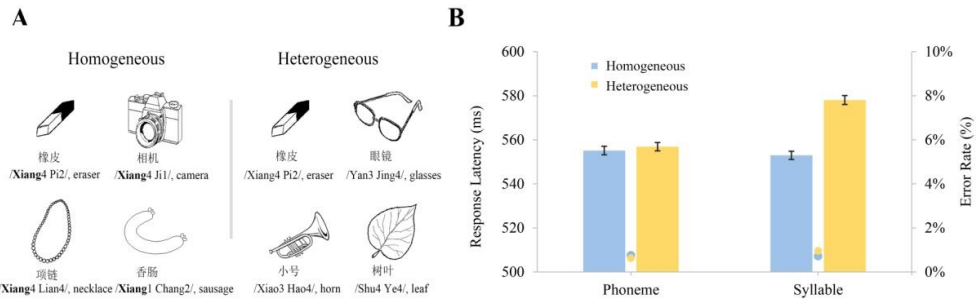 A
Homogeneous
Heterogeneous
橡皮
/Xiang4 Pi2/, eraser
相机
/Xiang4 Ji1/, camera
橡皮
/Xiang4 Pi2/, eraser
眼镜
/Yan3 Jing4/, glasses
项链
/Xiang4 Lian4/, necklace
香肠
/Xiang1 Chang2/, sausage
小号
/Xiao3 Hao4/, horn
树叶
/Shu4 Ye4/, leaf
B
Response Latency (ms)
600
580
560
540
520
500
Homogeneous
Heterogeneous
Phoneme
Syllable
10%
8%
6%
4%
2%
0%
Error Rate (%)